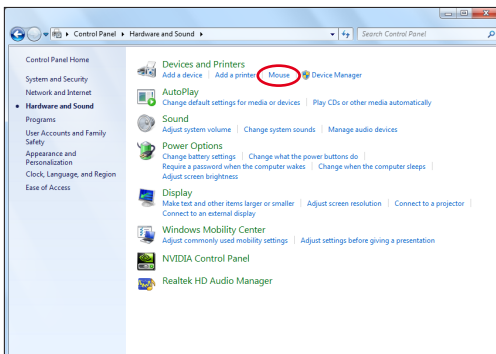 Control Panel Hardware and Sound Search Control Panel
Control Panel Home
System and Security
Network and Internet
Hardware and Sound
Programs
User Accounts and Family
Safety
Appearance and
Personalization
Clock, Language, and Region
Ease of Access
Devices and Printers
Add a device Add a printer Mouse Device Manager
AutoPlay
Change default settings for media or devices Play CDs or other media automatically
Sound
Adjust system volume Change system sounds Manage audio devices
Power Options
Change battery settings Change what the power buttons do
Require a password when the computer wakes Change when the computer sleeps
Adjust screen brightness
Display
Make text and other items larger or smaller Adjust screen resolution Connect to a projector
Connect to an external display
Windows Mobility Center
Adjust commonly used mobility settings Adjust settings before giving a presentation
NVIDIA Control Panel
Realtek HD Audio Manager